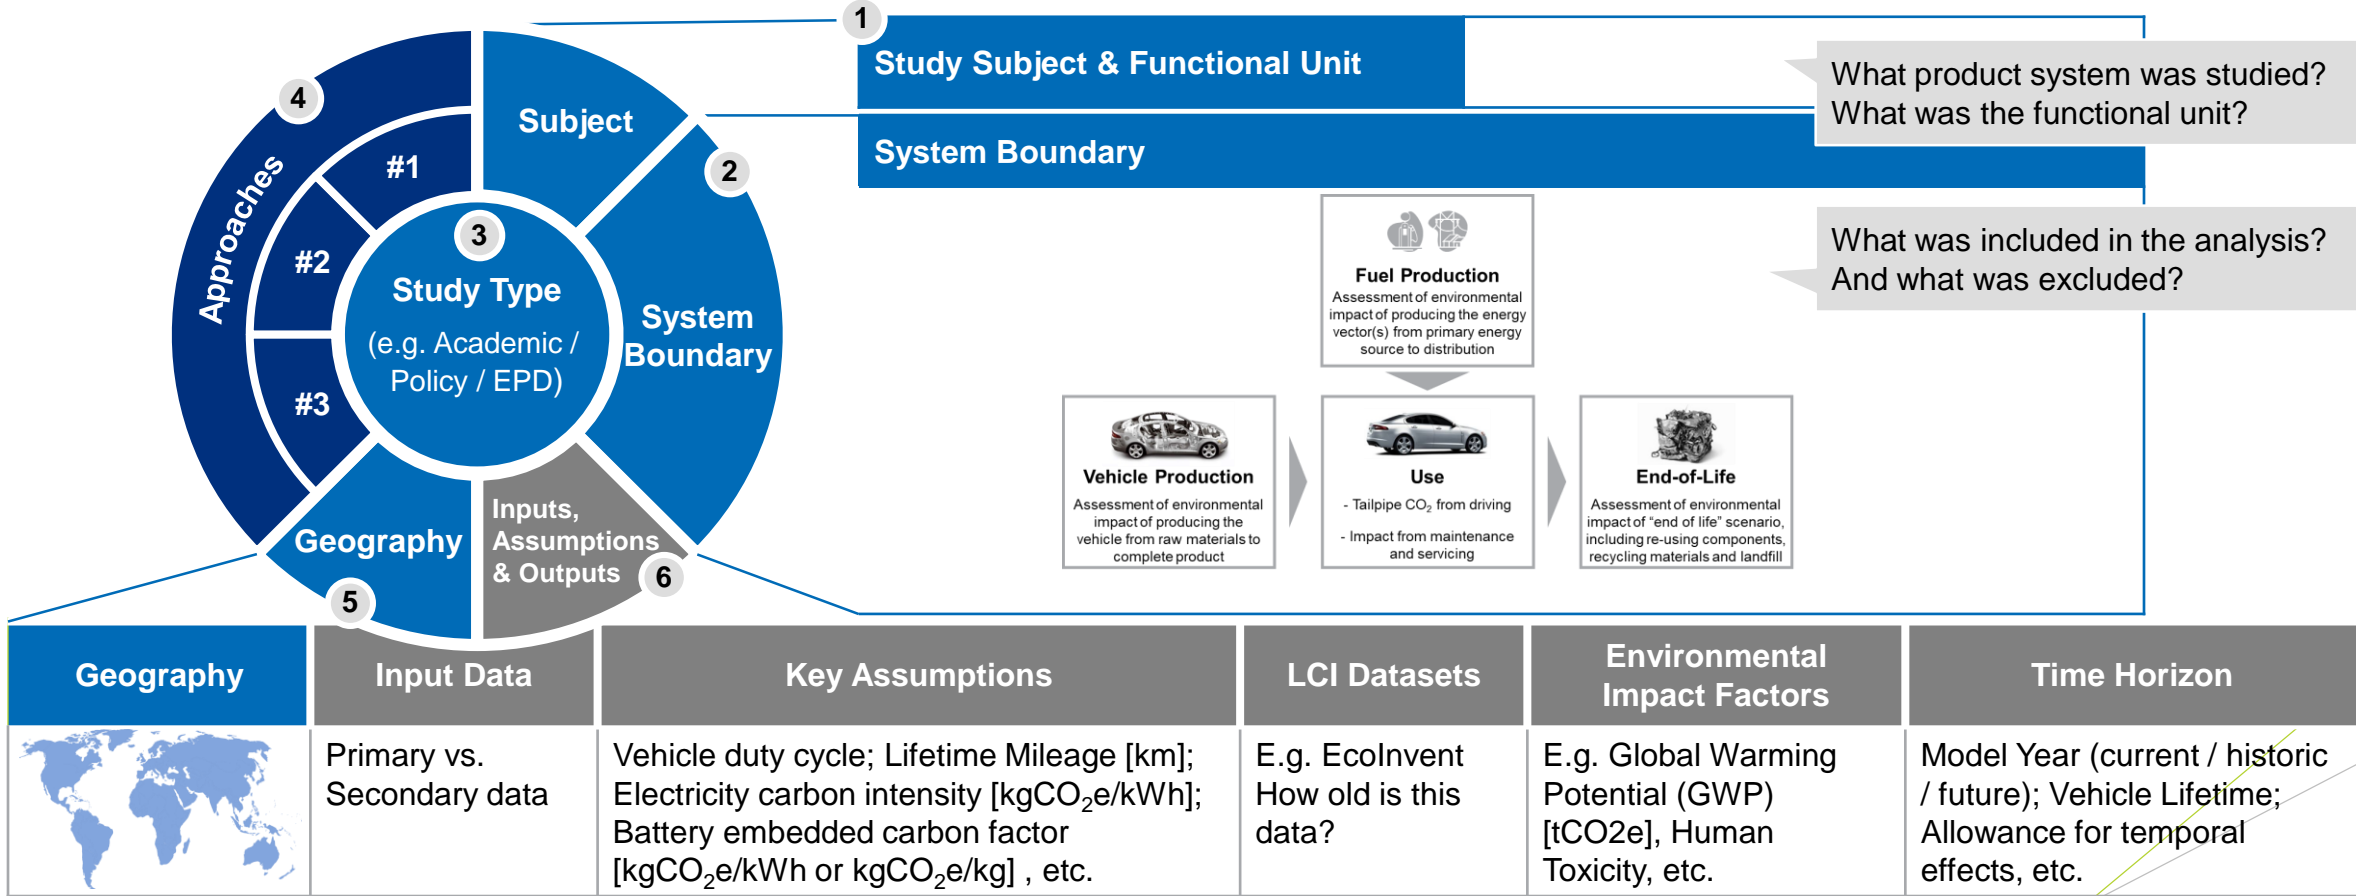 1
Study Subject & Functional Unit
What product system was studied?
What was the functional unit?
System Boundary
What was included in the analysis?
And what was excluded?
4
Approaches
#1
#2
#3
Subject
2
System
Boundary
3
Study Type
(e.g. Academic /
Policy / EPD)
Geography
5
Inputs,
Assumptions
& Outputs
6
Fuel Production
Assessment of environmental
impact of producing the energy
vector(s) from primary energy
source to distribution
Vehicle Production
Assessment of environmental
impact of producing the
vehicle from raw materials to
complete product
Use
- Tailpipe CO₂ from driving
- Impact from maintenance
and servicing
End-of-Life
Assessment of environmental
impact of “end of life” scenario,
including re-using components,
recycling materials and landfill
Geography
Input Data
Key Assumptions
LCI Datasets
Environmental
Impact Factors
Time Horizon
Primary vs.
Secondary data
Vehicle duty cycle; Lifetime Mileage [km];
Electricity carbon intensity [kgCO₂e/kWh];
Battery embedded carbon factor
[kgCO₂e/kWh or kgCO₂e/kg] , etc.
E.g. EcoInvent
How old is this
data?
E.g. Global Warming
Potential (GWP)
[tCO2e], Human
Toxicity, etc.
Model Year (current / historic
/ future); Vehicle Lifetime;
Allowance for temporal
effects, etc.